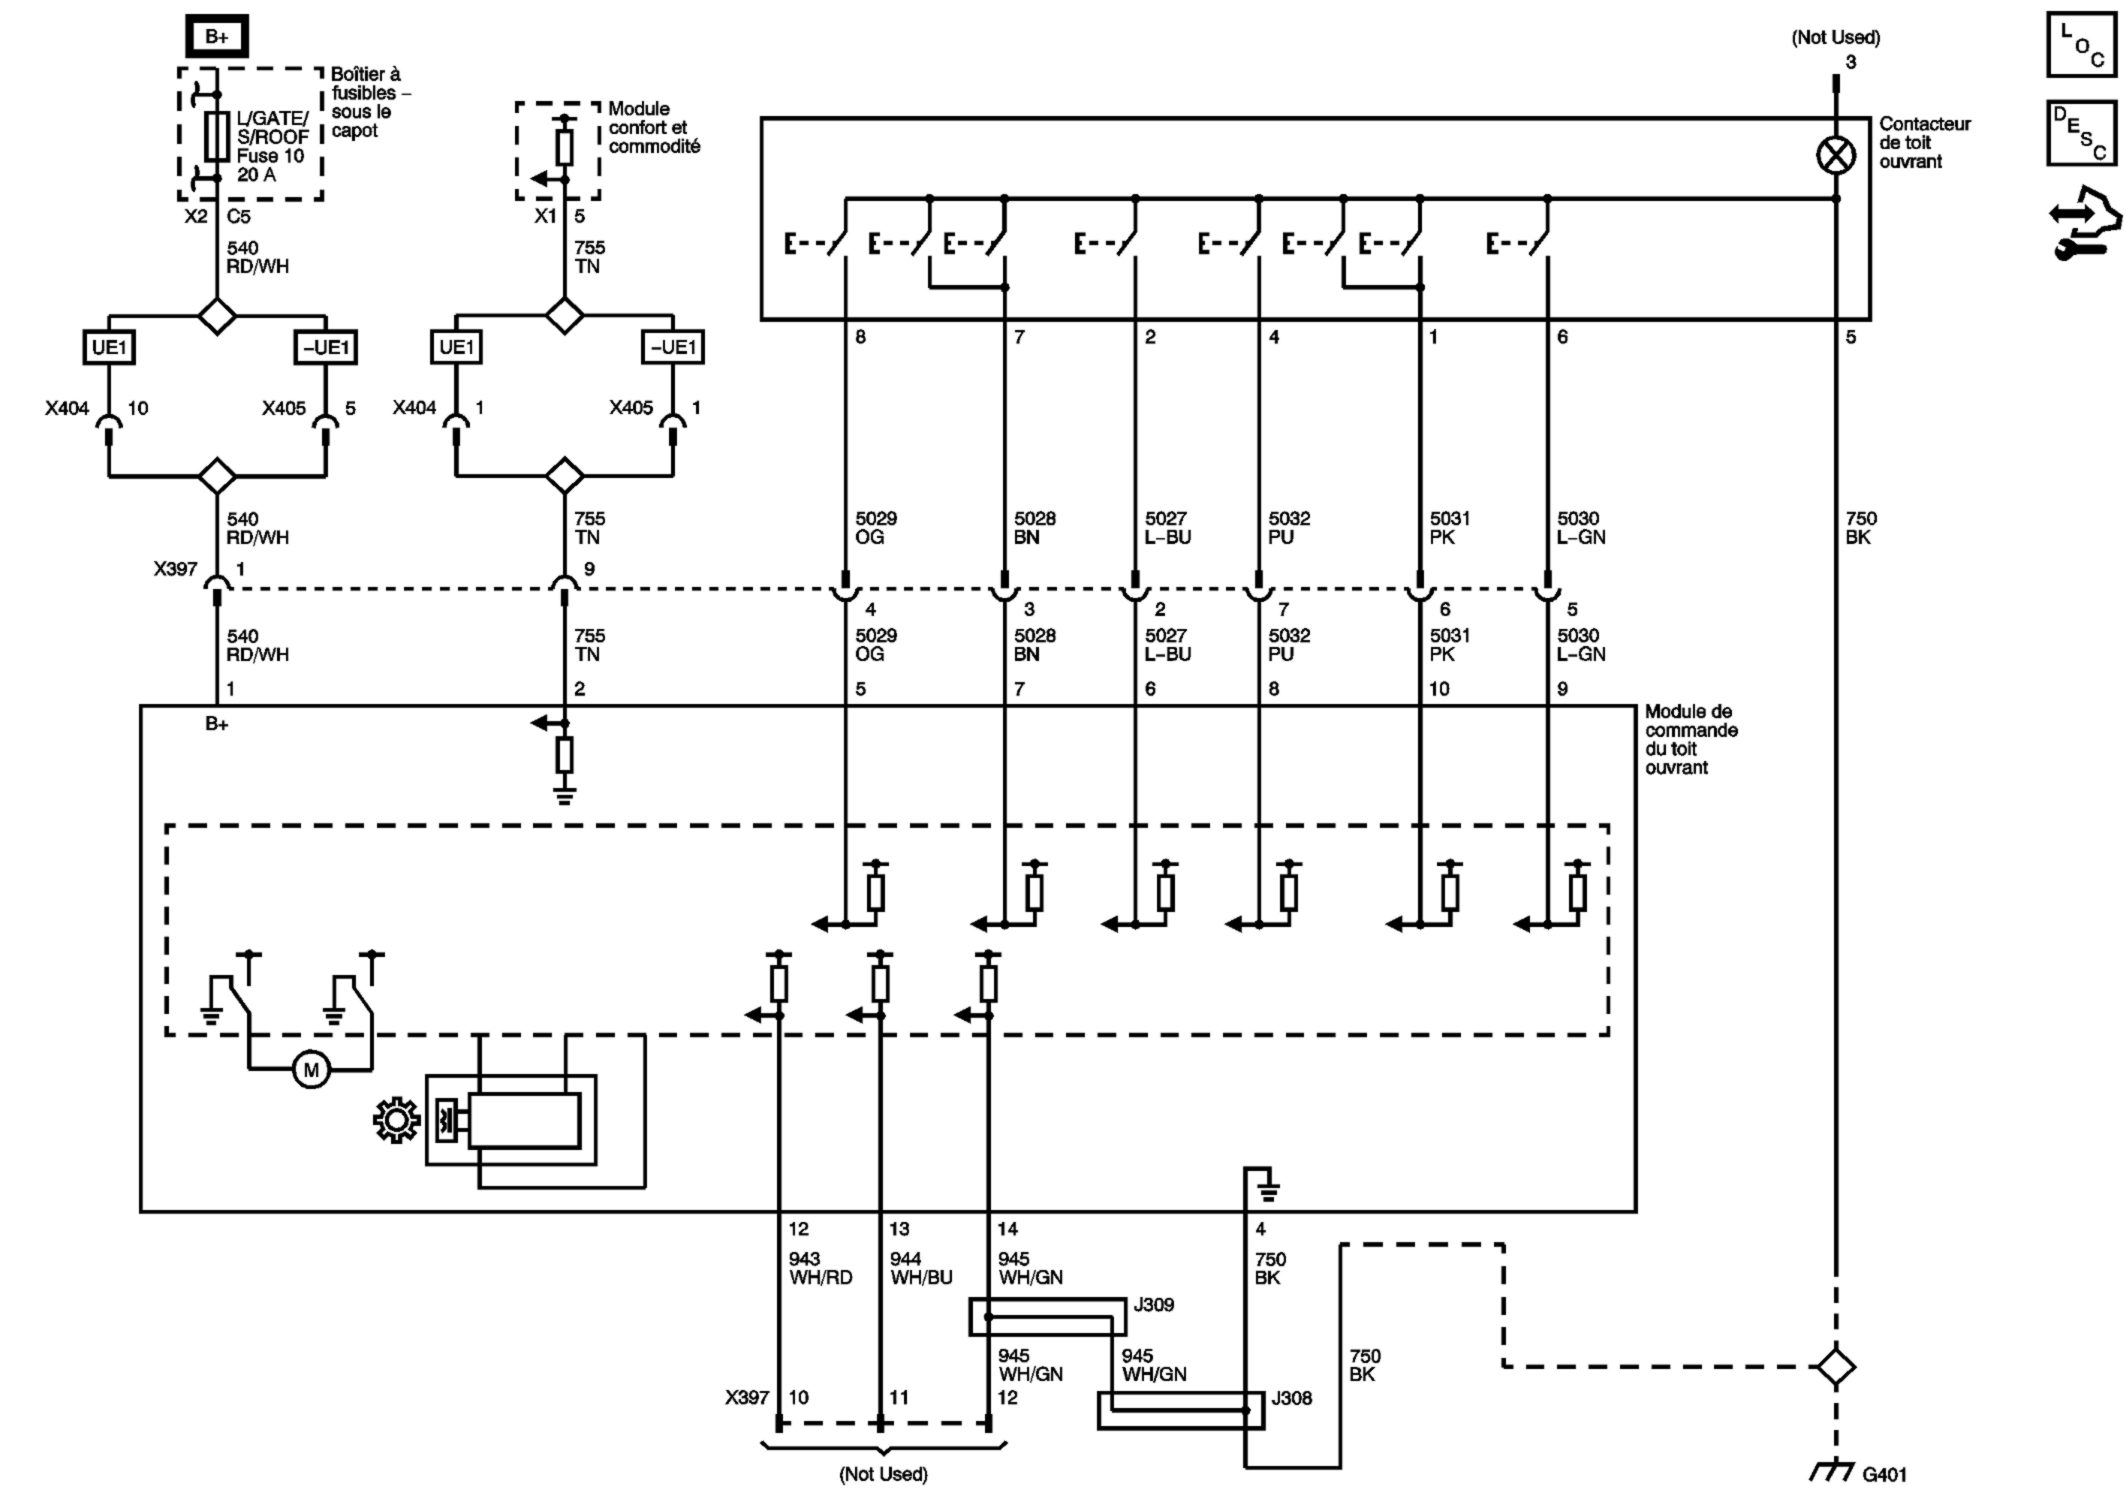 B+
Boîtier à
fusibles –
sous le
capot
L/GATE/
S/ROOF
Fuse 10
20 A
X2 C5
540
RD/WH
Module
confort et
commodité
X1 5
755
TN
(Not Used)
3
Contacteur
de toit
ouvrant
L
O
C
D
E
S
C
UE1
–UE1
UE1
–UE1
X404 10
X405 5
X404 1
X405 1
8
7
2
4
1
6
5
540
RD/WH
755
TN
5029
OG
5028
BN
5027
L–BU
5032
PU
5031
PK
5030
L–GN
750
BK
X397 1
9
4
3
2
7
6
5
540
RD/WH
755
TN
5029
OG
5028
BN
5027
L–BU
5032
PU
5031
PK
5030
L–GN
1
2
5
7
6
8
10
9
B+
Module de
commande
du toit
ouvrant
M
12
13
14
4
943
WH/RD
944
WH/BU
945
WH/GN
750
BK
J309
945
WH/GN
945
WH/GN
750
BK
X397 10
11
12
J308
(Not Used)
G401